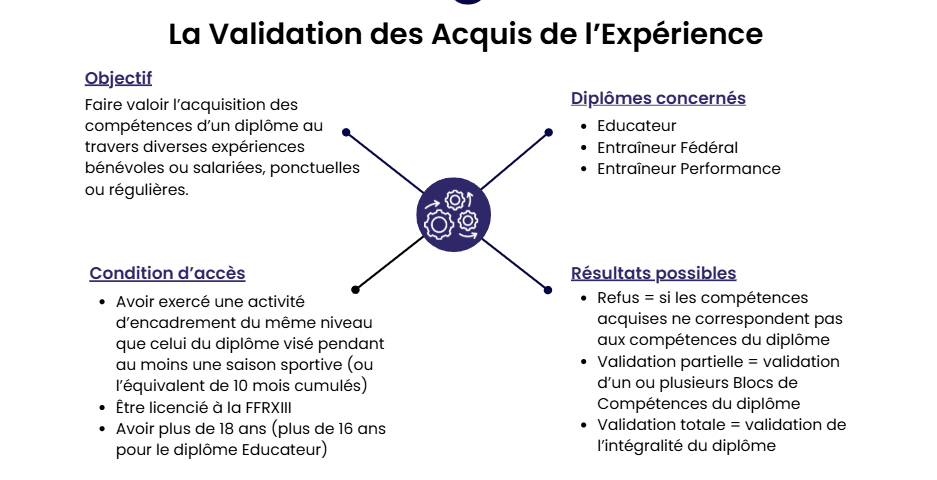 La Validation des Acquis de l’Expérience
Objectif
Faire valoir l’acquisition des
compétences d’un diplôme au
travers diverses expériences
bénévoles ou salariées, ponctuelles
ou régulières.
Diplômes concernés
• Educateur
• Entraîneur Fédéral
• Entraîneur Performance
Condition d’accès
• Avoir exercé une activité
d’encadrement du même niveau
que celui du diplôme visé pendant
au moins une saison sportive (ou
l’équivalent de 10 mois cumulés)
• Être licencié à la FFRXIII
• Avoir plus de 18 ans (plus de 16 ans
pour le diplôme Educateur)
Résultats possibles
• Refus = si les compétences
acquises ne correspondent pas
aux compétences du diplôme
• Validation partielle = validation
d’un ou plusieurs Blocs de
Compétences du diplôme
• Validation totale = validation de
l’intégralité du diplôme